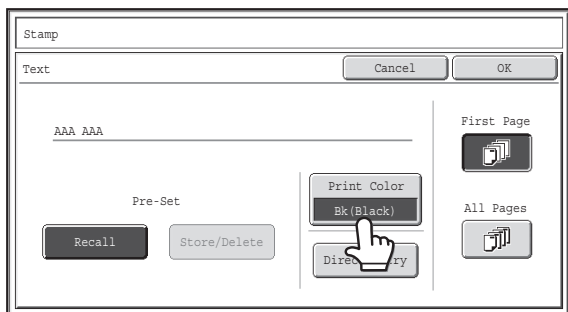 Stamp
Text
Cancel
OK
AAA AAA
First Page
Pre-Set
Print Color
Bk(Black)
All Pages
Recall
Store/Delete